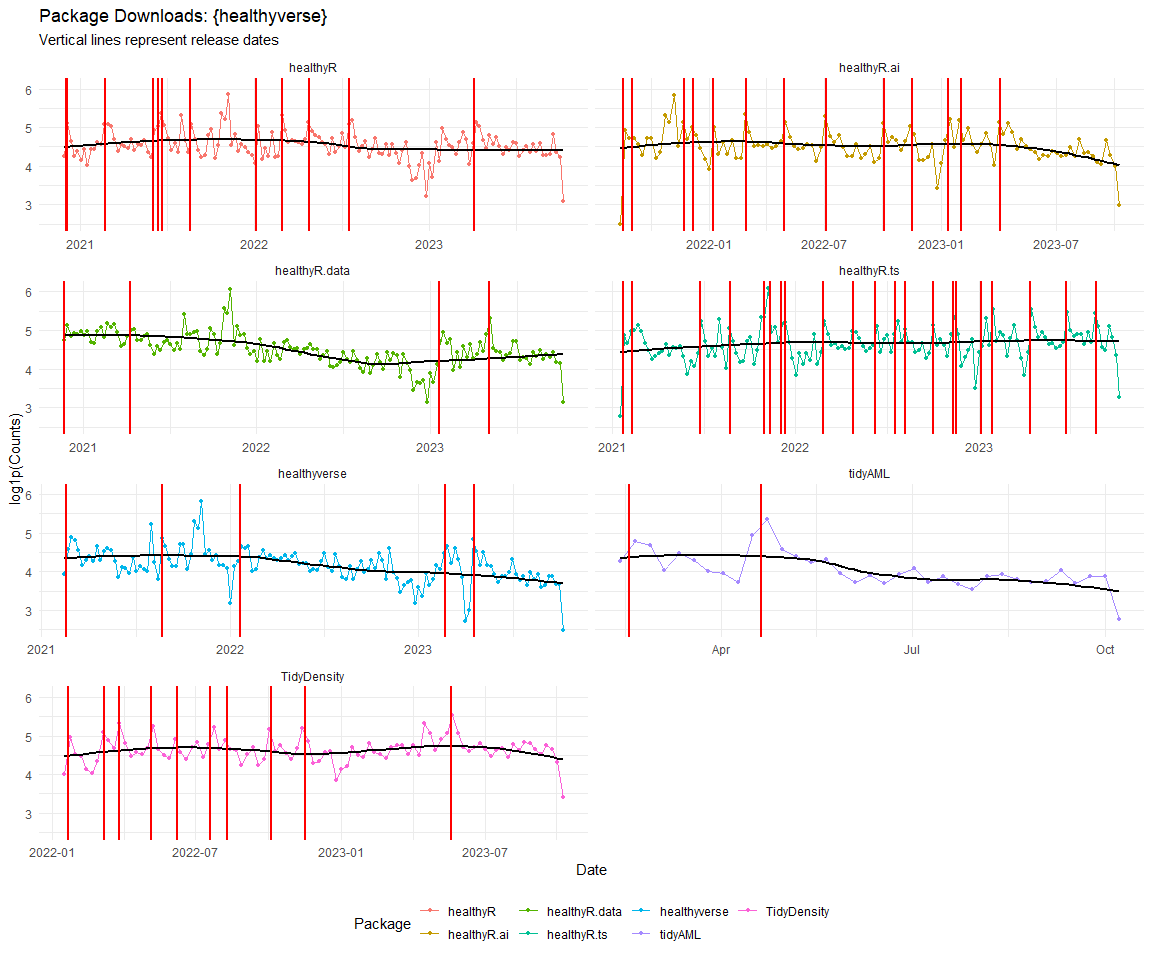 Package Downloads: {healthyverse}
Vertical lines represent release dates
healthyR
healthyR.ai
6
5
4
3
2021
2022
2023
2022-01
2022-07
2023-01
2023-07
healthyR.data
healthyR.ts
6
5
4
3
2021
2022
2023
2021
2022
2023
log1p(Counts)
healthyverse
tidyAML
6
5
4
3
2021
2022
2023
Apr
Jul
Oct
TidyDensity
6
5
4
3
2022-01
2022-07
2023-01
2023-07
Date
Package
healthyR
healthyR.data
healthyverse
TidyDensity
healthyR.ai
healthyR.ts
tidyAML